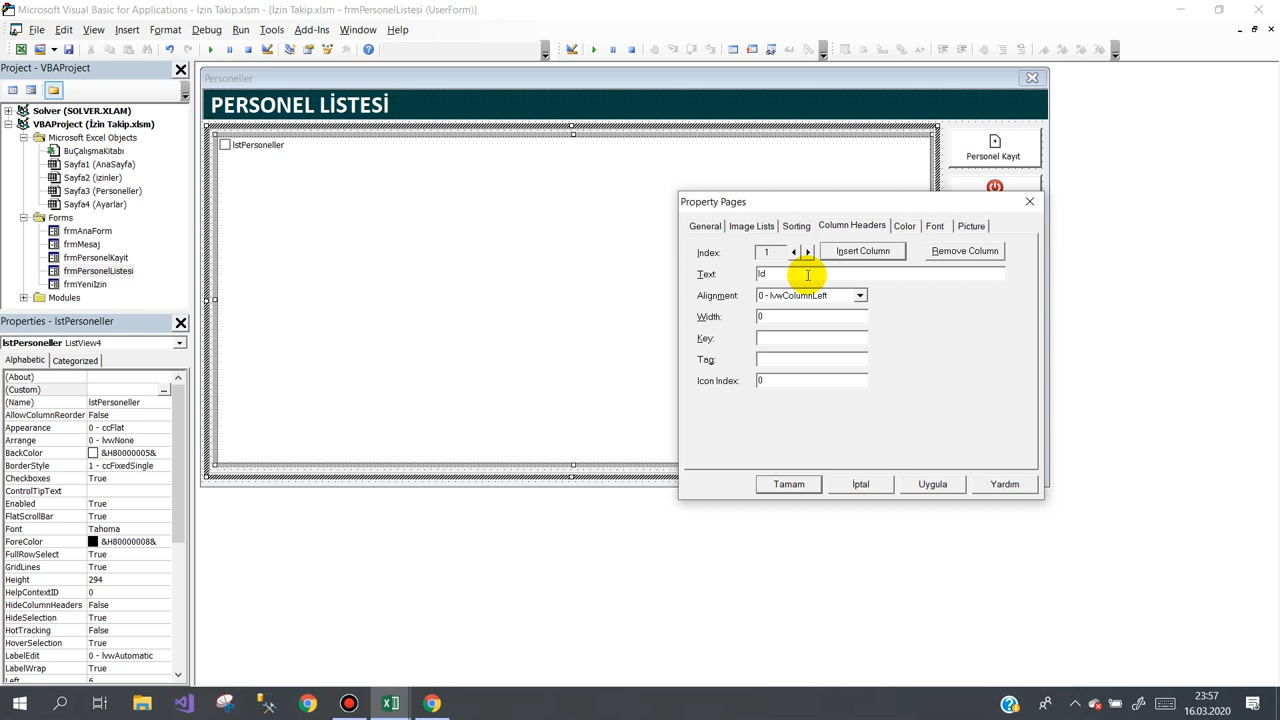 Microsoft Visual Basic for Applications - İzin Takip.xlsm - [İzin Takip.xlsm - frmPersonelListesi (UserForm)]
File Edit View Insert Format Debug Run Tools Add-Ins Window Help
Project - VBAProject
Solver (SOLVER.XLAM)
VBAProject (İzin Takip.xlsm)
Microsoft Excel Objects
BuÇalışmaKitabı
Sayfa1 (AnaSayfa)
Sayfa2 (izinler)
Sayfa3 (Personeller)
Sayfa4 (Ayarlar)
Forms
frmAnaForm
frmMesaj
frmPersonelKayit
frmPersonelListesi
frmYeniIzin
Modules
Properties - lstPersoneller
lstPersoneller ListView4
Alphabetic Categorized
(About)
(Custom) ...
(Name) lstPersoneller
AllowColumnReorder False
Appearance 0 - ccFlat
Arrange 0 - lvwNone
BackColor &H80000005&
BorderStyle 1 - ccFixedSingle
Checkboxes True
ControlTipText
Enabled True
FlatScrollBar True
Font Tahoma
ForeColor &H80000008&
FullRowSelect True
GridLines True
Height 294
HelpContextID 0
HideColumnHeaders False
HideSelection True
HotTracking False
HoverSelection True
LabelEdit 0 - lvwAutomatic
LabelWrap True
Left 6
Personeller
PERSONEL LİSTESİ
lstPersoneller
Personel Kayıt
Property Pages
General Image Lists Sorting Column Headers Color Font Picture
Index: 1 Insert Column Remove Column
Text: Id
Alignment: 0 - lvwColumnLeft
Width: 0
Key:
Tag:
Icon Index: 0
Tamam İptal Uygula Yardım
23:57
16.03.2020